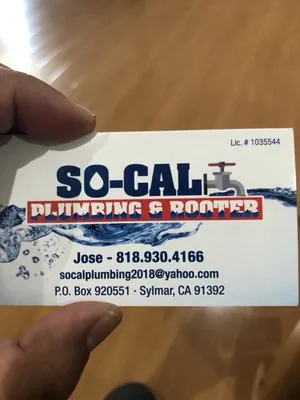 Lic. # 1035544
SO-CAL
PLUMBING & ROOTER
Jose - 818.930.4166
socalplumbing2018@yahoo.com
P.O. Box 920551 · Sylmar, CA 91392